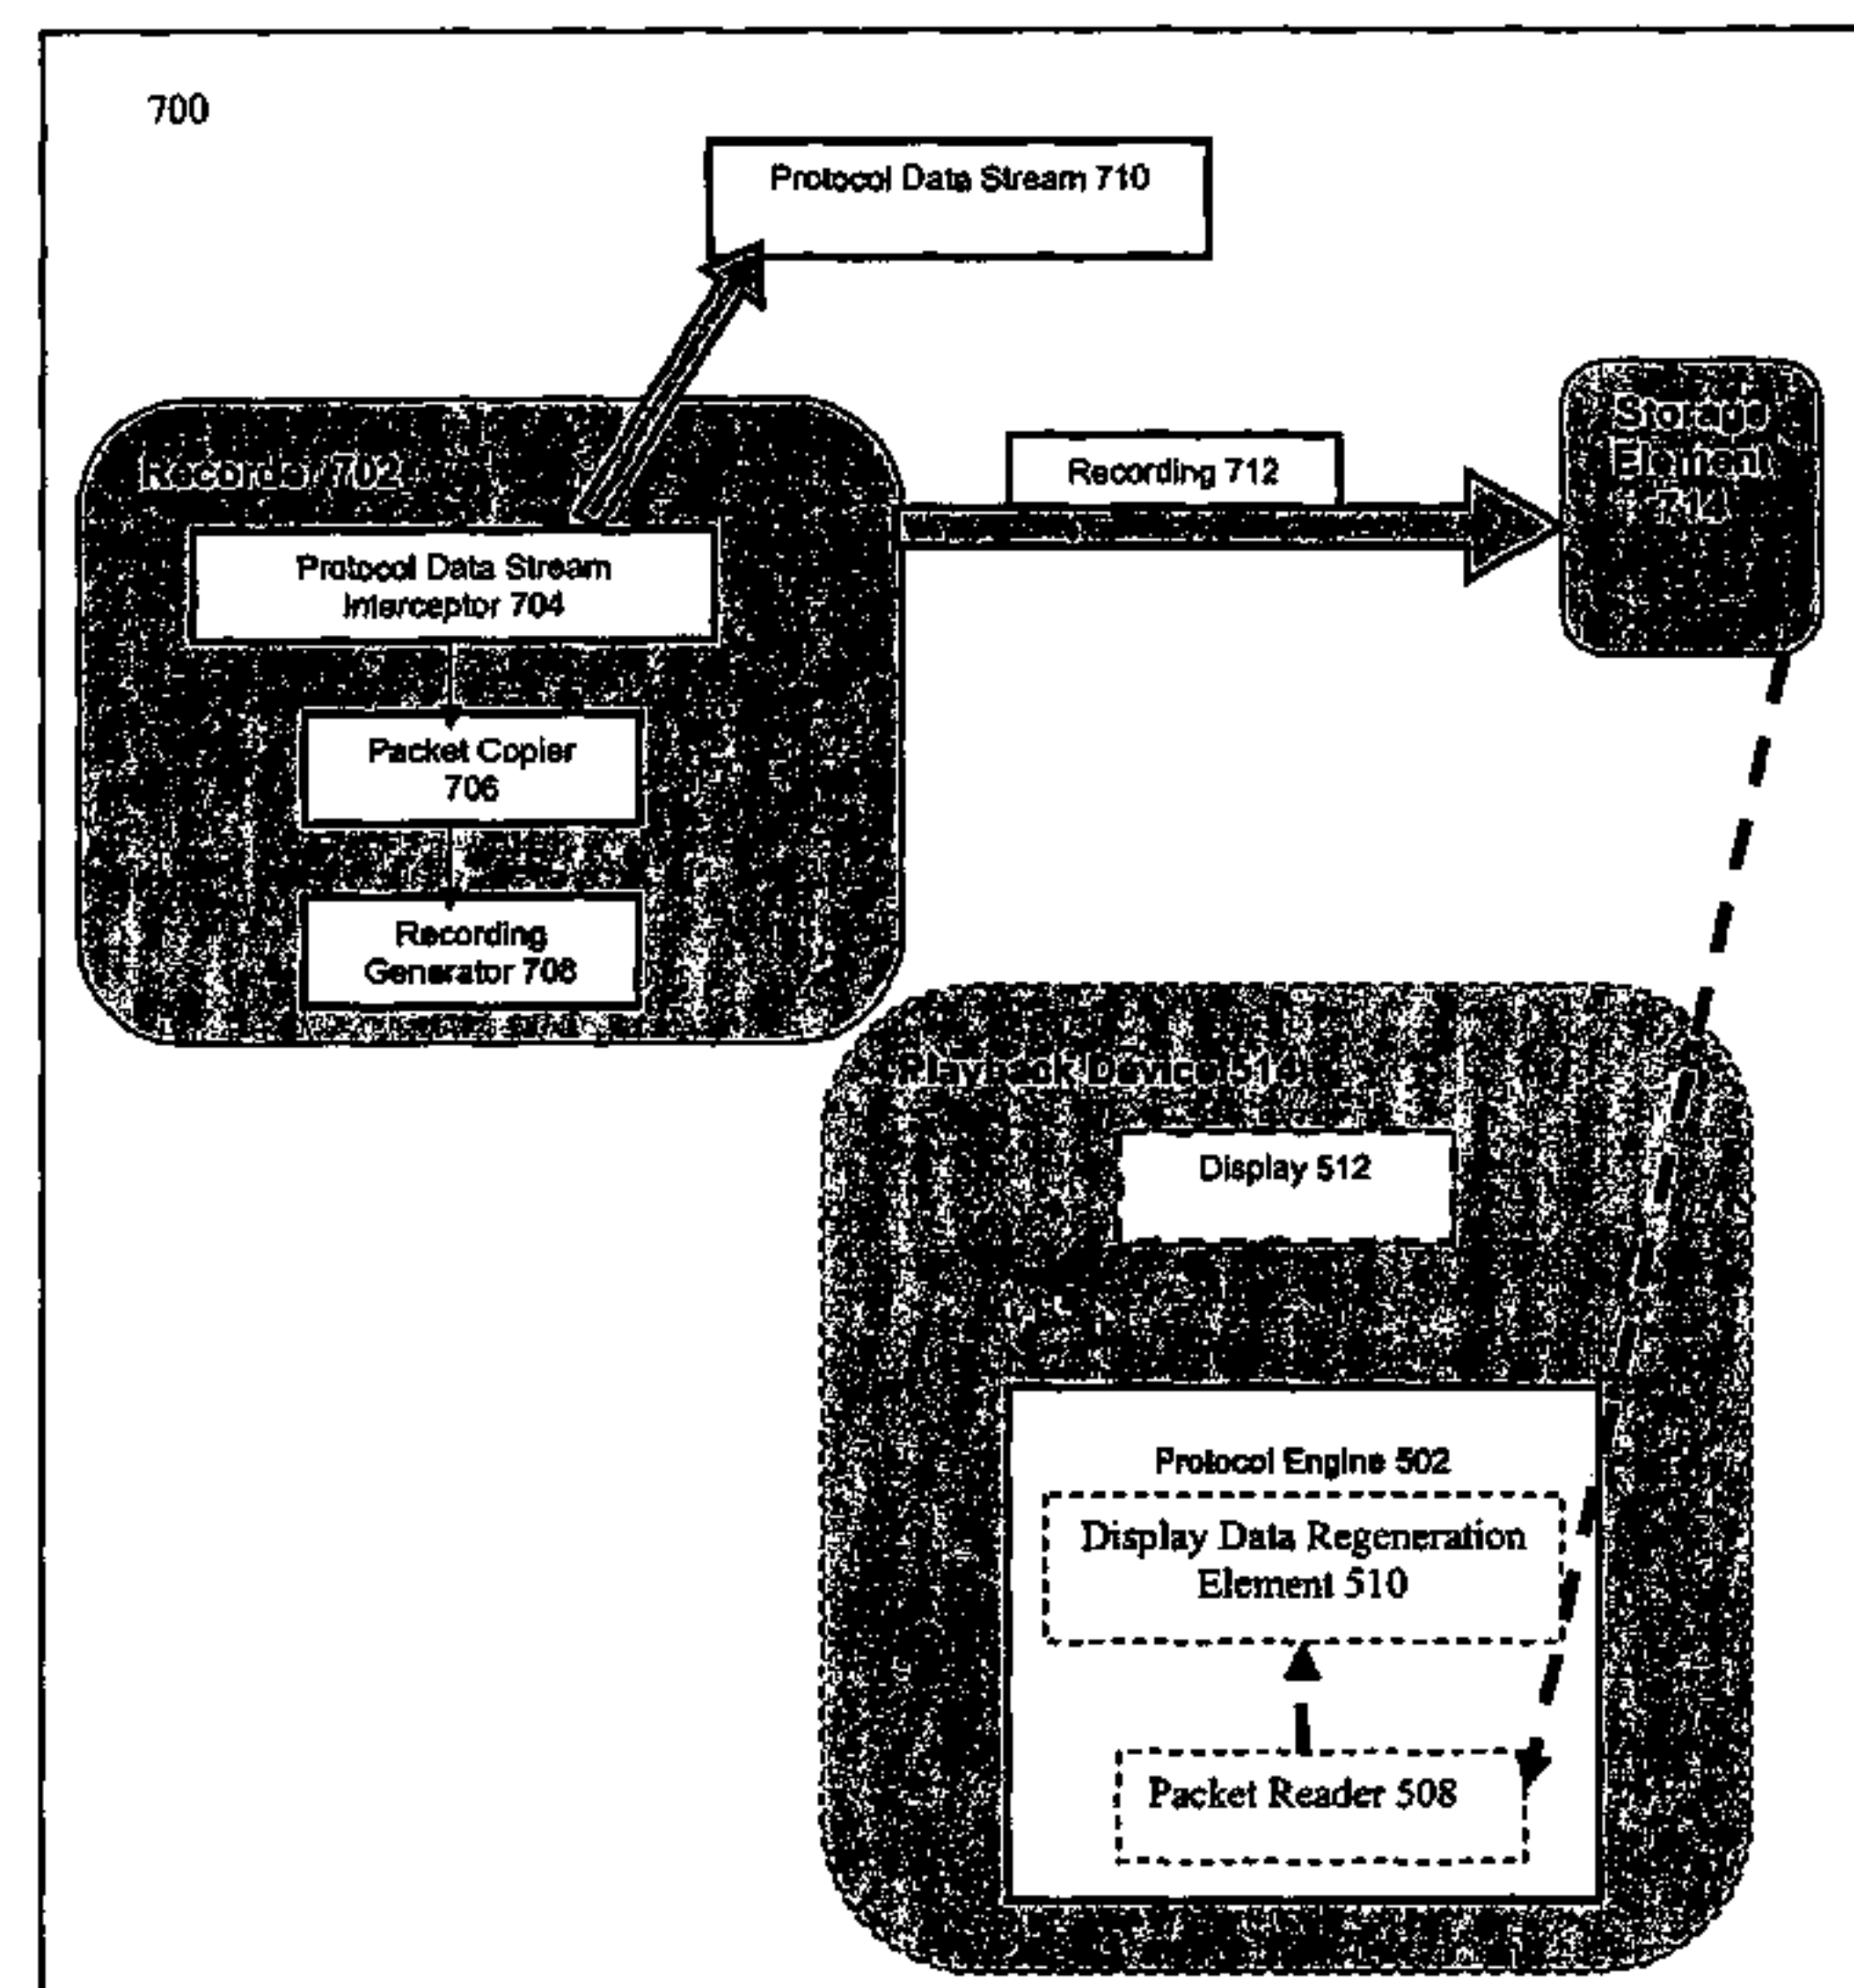 700
Protocol Data Stream 710
Recorder 702
Protocol Data Stream
Interceptor 704
Packet Copier
706
Recording
Generator 708
Recording 712
Storage
Element
714
Playback Device 514
Display 512
Protocol Engine 502
Display Data Regeneration
Element 510
Packet Reader 508